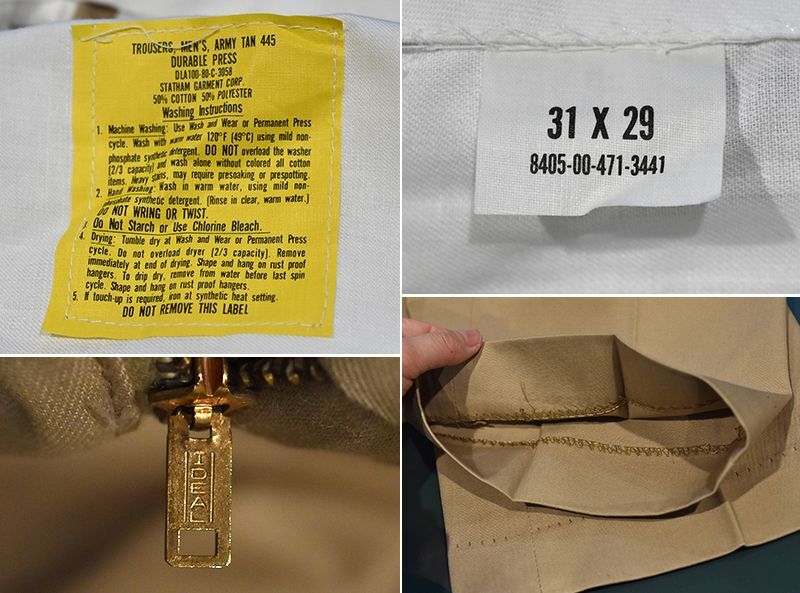 TROUSERS, MEN'S, ARMY TAN 445
DURABLE PRESS
DLA100-80-C-3058
STATHAM GARMENT CORP.
50% COTTON 50% POLYESTER
Washing Instructions
1. Machine Washing: Use Wash and Wear or Permanent Press
cycle. Wash with warm water 120°F (49°C) using mild non-
phosphate synthetic detergent. DO NOT overload the washer
(2/3 capacity) and wash alone without colored all cotton
items. Heavy stains, may require presoaking or prespotting.
2. Hand Washing: Wash in warm water, using mild non-
phosphate synthetic detergent. (Rinse in clear, warm water.)
DO NOT WRING OR TWIST.
3. Do Not Starch or Use Chlorine Bleach.
4. Drying: Tumble dry at Wash and Wear or Permanent Press
cycle. Do not overload dryer (2/3 capacity). Remove
immediately at end of drying. Shape and hang on rust proof
hangers. To drip dry, remove from water before last spin
cycle. Shape and hang on rust proof hangers.
5. If touch-up is required, iron at synthetic heat setting.
DO NOT REMOVE THIS LABEL
31 X 29
8405-00-471-3441
IDEAL